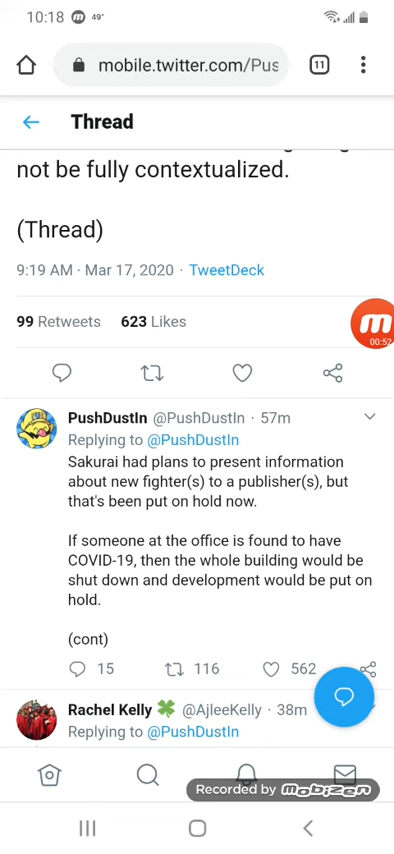 10:18 m 49°
mobile.twitter.com/Pus 11
Thread
not be fully contextualized.
(Thread)
9:19 AM · Mar 17, 2020 · TweetDeck
99 Retweets 623 Likes
m
00:52
PushDustIn @PushDustIn · 57m
Replying to @PushDustIn
Sakurai had plans to present information
about new fighter(s) to a publisher(s), but
that's been put on hold now.
If someone at the office is found to have
COVID-19, then the whole building would be
shut down and development would be put on
hold.
(cont)
15 116 562
Rachel Kelly 🍀 @AjleeKelly · 38m
Replying to @PushDustIn
Recorded by mobizen